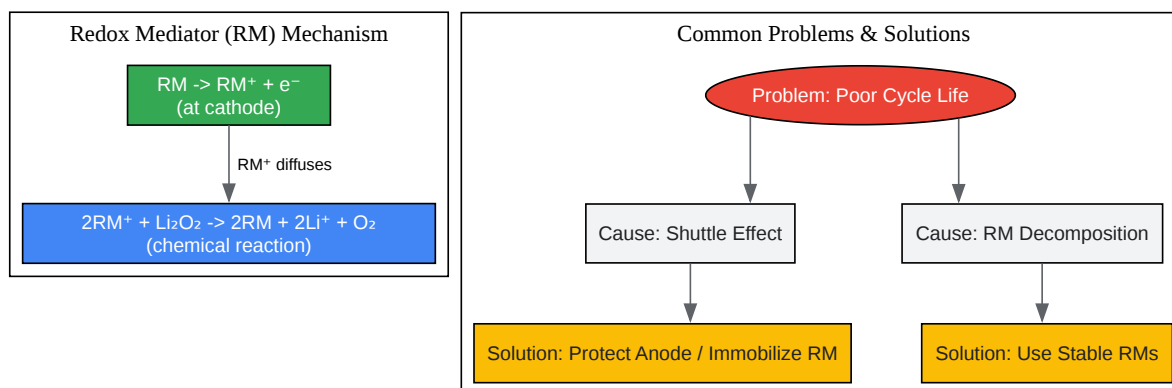 Redox Mediator (RM) Mechanism
RM -> RM⁺ + e⁻
(at cathode)
RM⁺ diffuses
2RM⁺ + Li₂O₂ -> 2RM + 2Li⁺ + O₂
(chemical reaction)
Common Problems & Solutions
Problem: Poor Cycle Life
Cause: Shuttle Effect
Cause: RM Decomposition
Solution: Protect Anode / Immobilize RM
Solution: Use Stable RMs